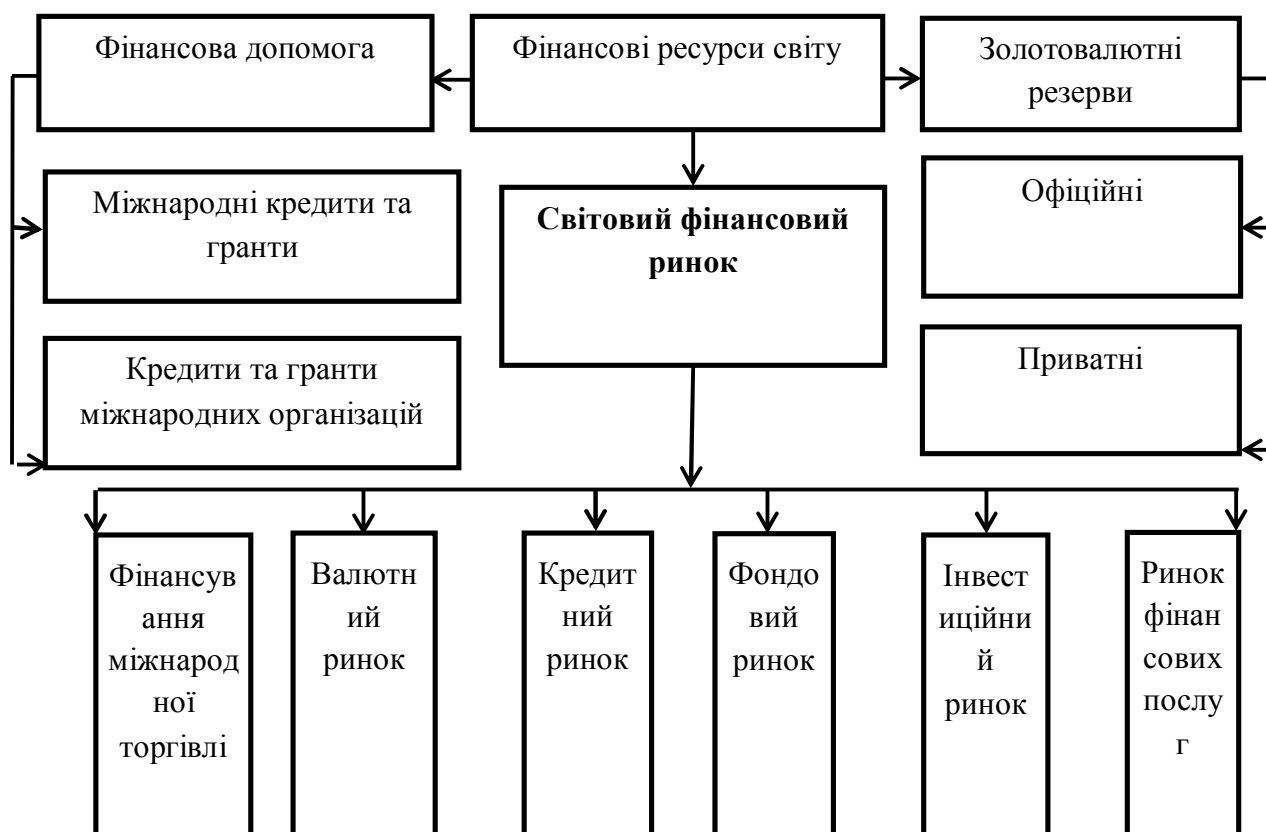 Фінансова допомога
Фінансові ресурси світу
Золотовалютні
резерви
Міжнародні кредити та
гранти
Світовий фінансовий
ринок
Офіційні
Кредити та гранти
міжнародних організацій
Приватні
Фінансув
ання
міжнарод
ної
торгівлі
Валютн
ий
ринок
Кредит
ний
ринок
Фондо
вий
ринок
Інвест
иційни
й
ринок
Ринок
фінан
сових
послу
г